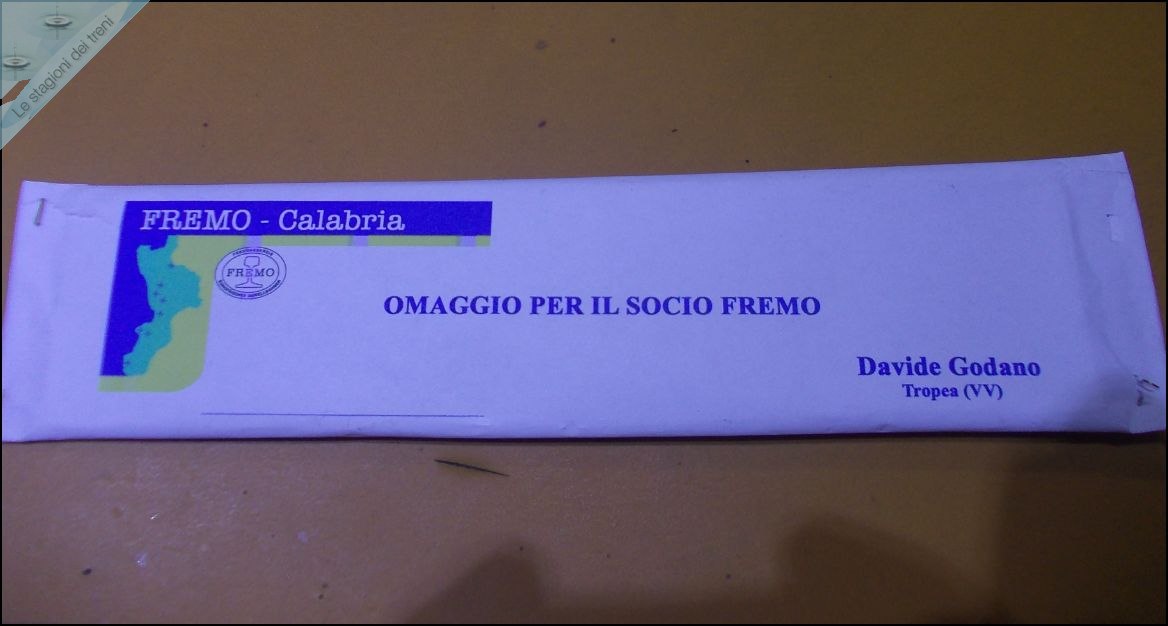 Le stagioni dei treni
FREMO - Calabria
FREMO
OMAGGIO PER IL SOCIO FREMO
Davide Godano
Tropea (VV)